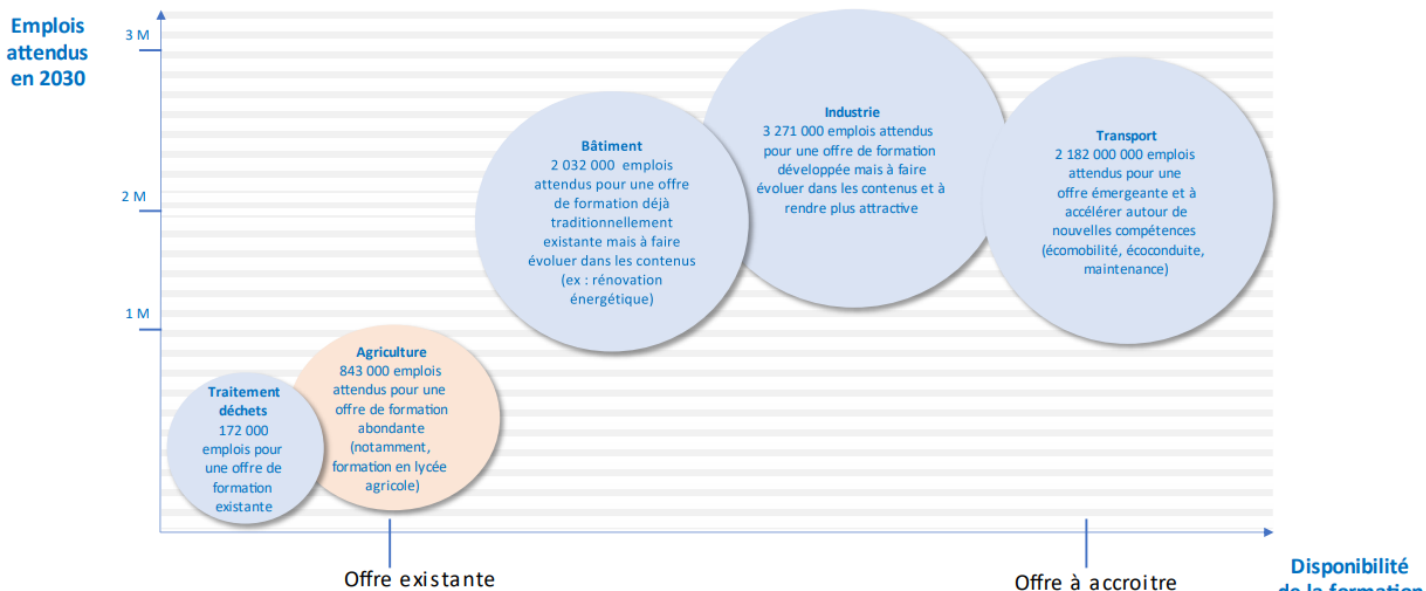 Emplois
attendus
en 2030
3 M
2 M
1 M
Traitement
déchets
172 000
emplois pour
une offre de
formation
existante
Agriculture
843 000 emplois
attendus pour une
offre de formation
abondante
(notamment,
formation en lycée
agricole)
Bâtiment
2 032 000 emplois
attendus pour une offre
de formation déjà
traditionnellement
existante mais à faire
évoluer dans les contenus
(ex : rénovation
énergétique)
Industrie
3 271 000 emplois attendus
pour une offre de formation
développée mais à faire
évoluer dans les contenus et à
rendre plus attractive
Transport
2 182 000 000 emplois
attendus pour une
offre émergeante et à
accélérer autour de
nouvelles compétences
(écomobilité, écoconduite,
maintenance)
Offre existante
Offre à accroitre
Disponibilité
de la formation